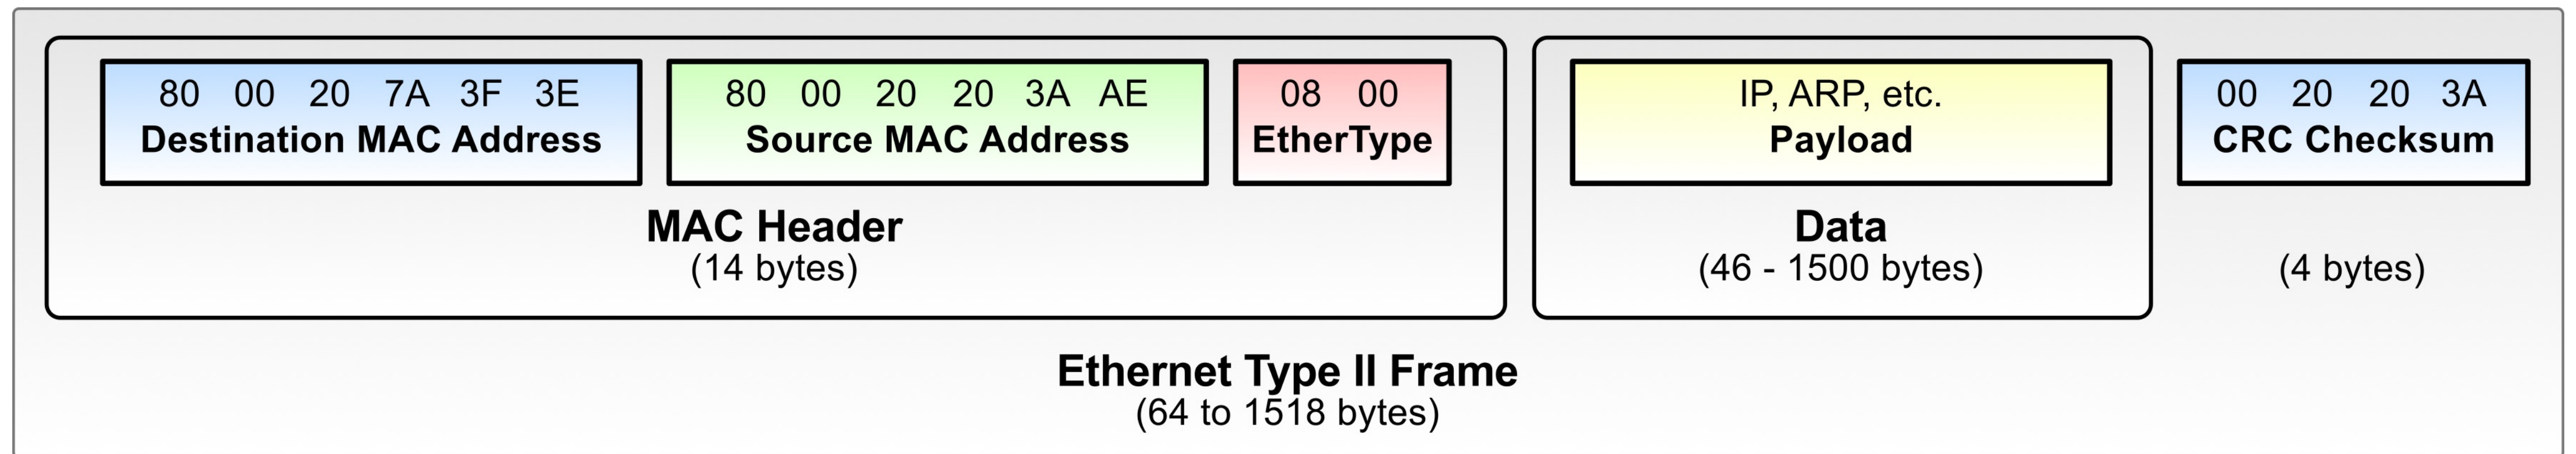 80 00 20 7A 3F 3E
Destination MAC Address
80 00 20 20 3A AE
Source MAC Address
08 00
EtherType
MAC Header
(14 bytes)
IP, ARP, etc.
Payload
Data
(46 - 1500 bytes)
00 20 20 3A
CRC Checksum
(4 bytes)
Ethernet Type II Frame
(64 to 1518 bytes)